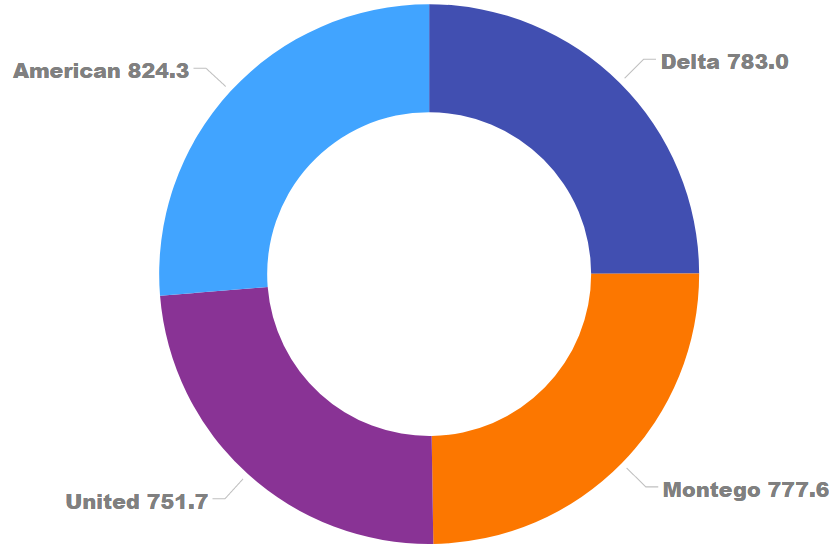 American 824.3
Delta 783.0
United 751.7
Montego 777.6